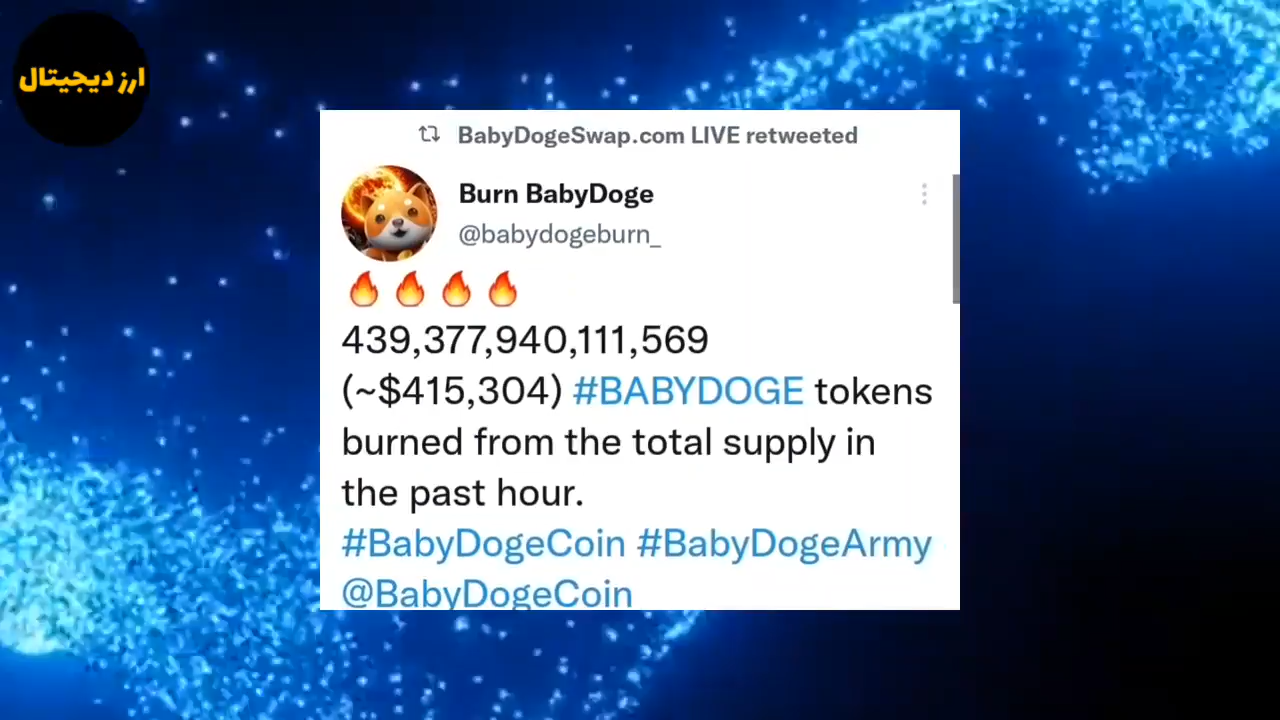 ارز دیجیتال
BabyDogeSwap.com LIVE retweeted
Burn BabyDoge
@babydogeburn_
🔥🔥🔥🔥
439,377,940,111,569
(~$415,304) #BABYDOGE tokens
burned from the total supply in
the past hour.
#BabyDogeCoin #BabyDogeArmy
@BabyDogeCoin